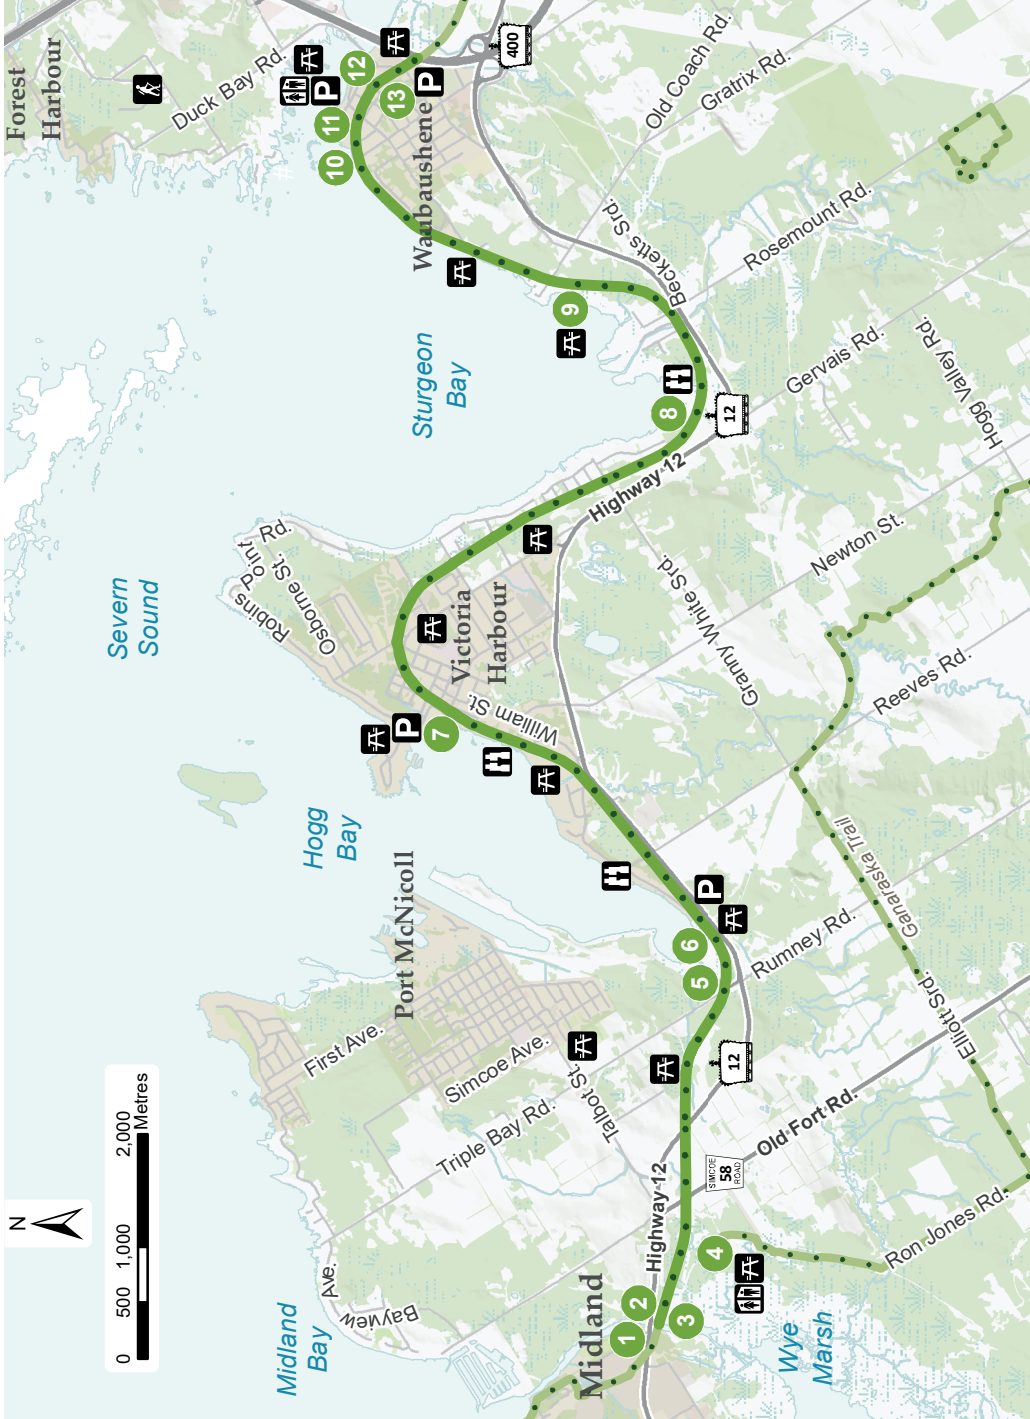 N
0 500 1,000 2,000
Metres
Midland
Bay
Severn
Sound
Hogg
Bay
Sturgeon
Bay
Wye
Marsh
Forest
Harbour
Waubaushene
Victoria
Harbour
Port McNicoll
Midland
Duck Bay Rd.
Old Coach Rd.
Gratrix Rd.
Becketts Srd.
Rosemount Rd.
Gervais Rd.
Hogg Valley Rd.
Highway 12
Newton St.
Granny White Srd.
Reeves Rd.
Robins Point Rd.
Osborne St.
William St.
Ganaraska Trail
Elliott Srd.
Rumney Rd.
First Ave.
Simcoe Ave.
Talbot St.
Triple Bay Rd.
Old Fort Rd.
Highway 12
Ron Jones Rd.
Bayview
Ave.
SIMCOE
58
ROAD
12
12
400
1
2
3
4
5
6
7
8
9
10
11
12
13
P
P
P
P
#